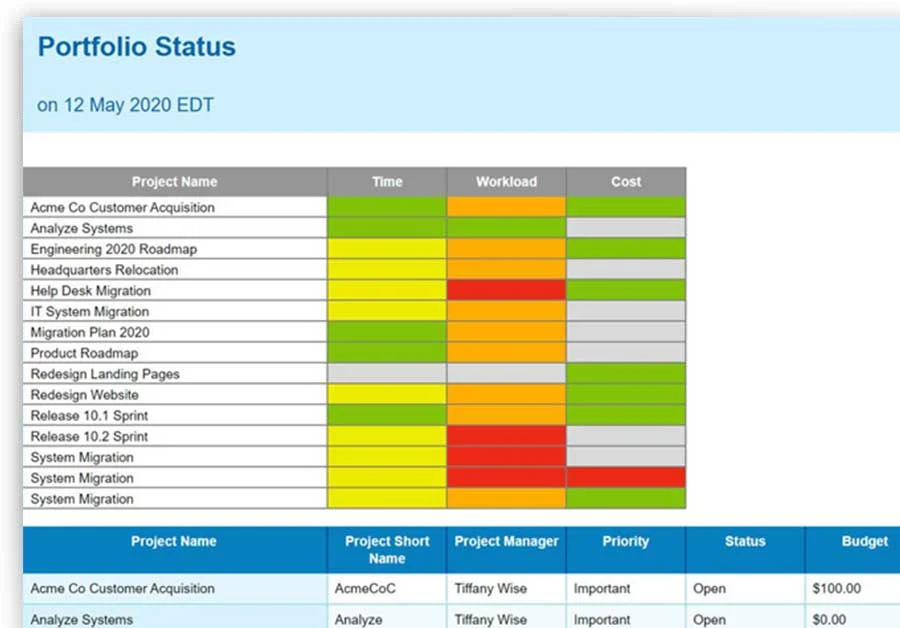 Portfolio Status
on 12 May 2020 EDT
Project Name Time Workload Cost
Acme Co Customer Acquisition
Analyze Systems
Engineering 2020 Roadmap
Headquarters Relocation
Help Desk Migration
IT System Migration
Migration Plan 2020
Product Roadmap
Redesign Landing Pages
Redesign Website
Release 10.1 Sprint
Release 10.2 Sprint
System Migration
System Migration
System Migration
Project Name Project Short Name Project Manager Priority Status Budget
Acme Co Customer Acquisition AcmeCoC Tiffany Wise Important Open $100.00
Analyze Systems Analyze Tiffany Wise Important Open $0.00